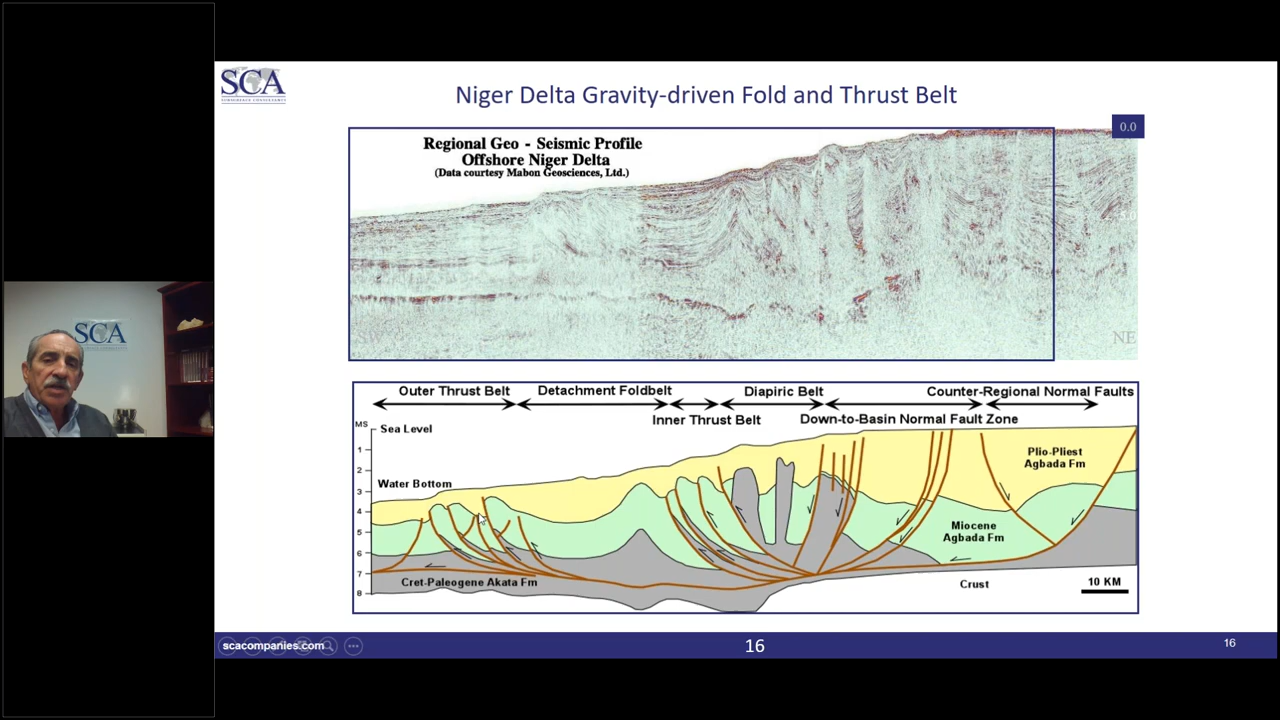 SCA
Niger Delta Gravity-driven Fold and Thrust Belt
0.0
Regional Geo - Seismic Profile
Offshore Niger Delta
(Data courtesy Mabon Geosciences, Ltd.)
5.0
NE
SCA
Outer Thrust Belt
Detachment Foldbelt
Diapiric Belt
Counter-Regional Normal Faults
Inner Thrust Belt
Down-to-Basin Normal Fault Zone
MS
Sea Level
1
2
3
4
5
6
7
8
Water Bottom
Plio-Pliest
Agbada Fm
Miocene
Agbada Fm
Cret-Paleogene Akata Fm
Crust
10 KM
scacompanies.com
16
16